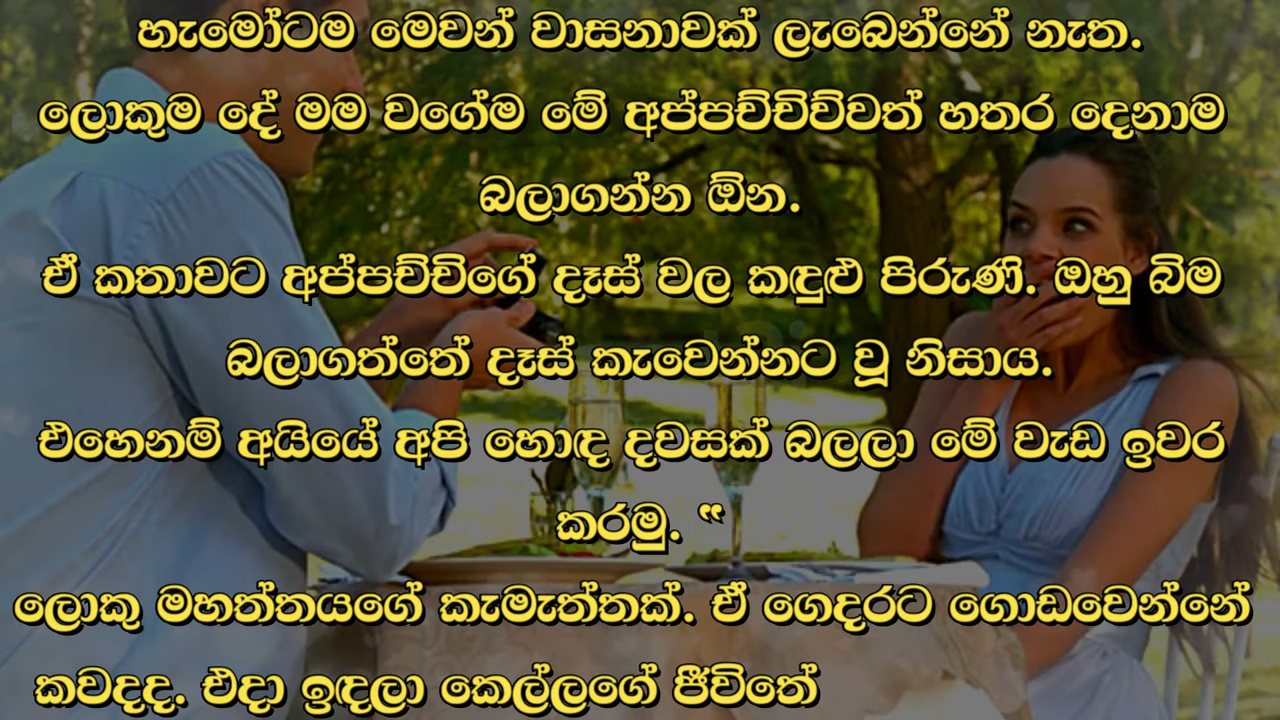 හැමෝටම මෙවන් වාසනාවක් ලැබෙන්නේ නැත.
ලොකුම දේ මම වගේම මේ අප්පච්චිව්වත් හතර දෙනාම
බලාගන්න ඕන.
ඒ කතාවට අප්පච්චිගේ දෑස් වල කඳුළු පිරුණි. ඔහු බිම
බලාගත්තේ දෑස් කැවෙන්නට වූ නිසාය.
එහෙනම් අයියේ අපි හොඳ දවසක් බලලා මේ වැඩ ඉවර
කරමු. “
ලොකු මහත්තයගේ කැමැත්තක්. ඒ ගෙදරට ගොඩවෙන්නේ
කවදද. එදා ඉඳලා කෙල්ලගේ ජීවිතේ